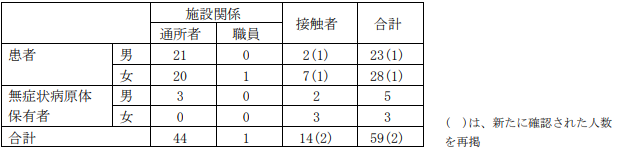 施設関係 接触者 合計
通所者 職員
患者 男 21 0 2(1) 23(1)
女 20 1 7(1) 28(1)
無症状病原体 男 3 0 2 5
保有者 女 0 0 3 3
合計 44 1 14(2) 59(2)
( )は、新たに確認された人数
を再掲